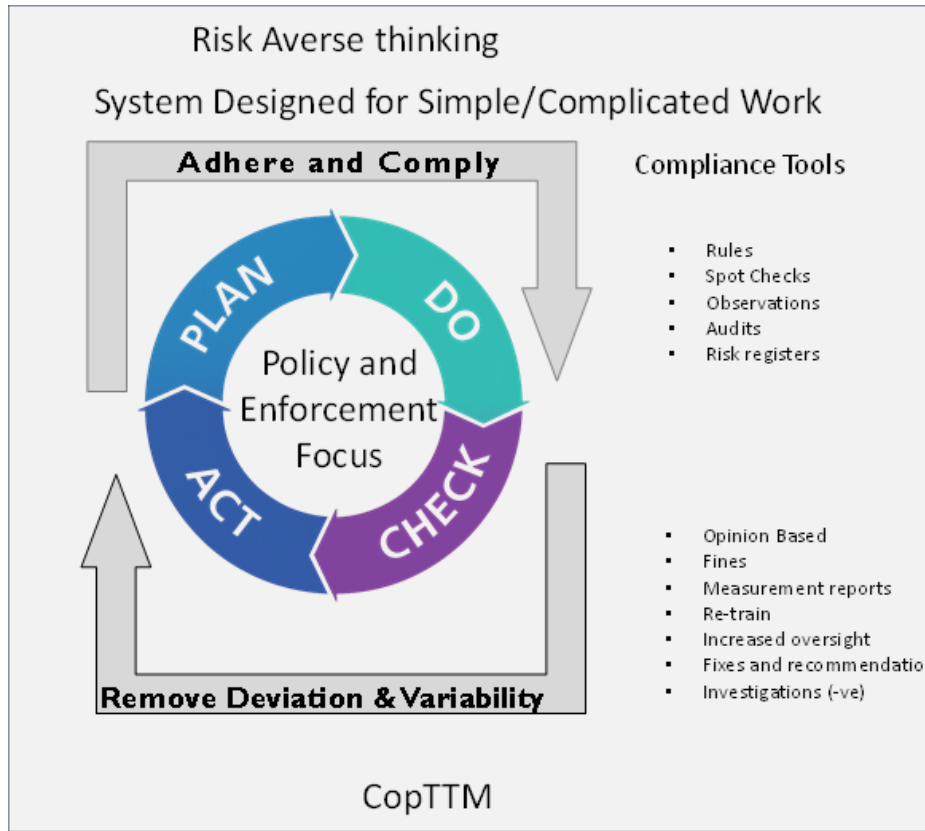 Risk Averse thinking
System Designed for Simple/Complicated Work
Adhere and Comply
Compliance Tools
PLAN
DO
CHECK
ACT
Policy and
Enforcement
Focus
▪ Rules
▪ Spot Checks
▪ Observations
▪ Audits
▪ Risk registers
▪ Opinion Based
▪ Fines
▪ Measurement reports
▪ Re-train
▪ Increased oversight
▪ Fixes and recommendatio
▪ Investigations (-ve)
Remove Deviation & Variability
CopTTM